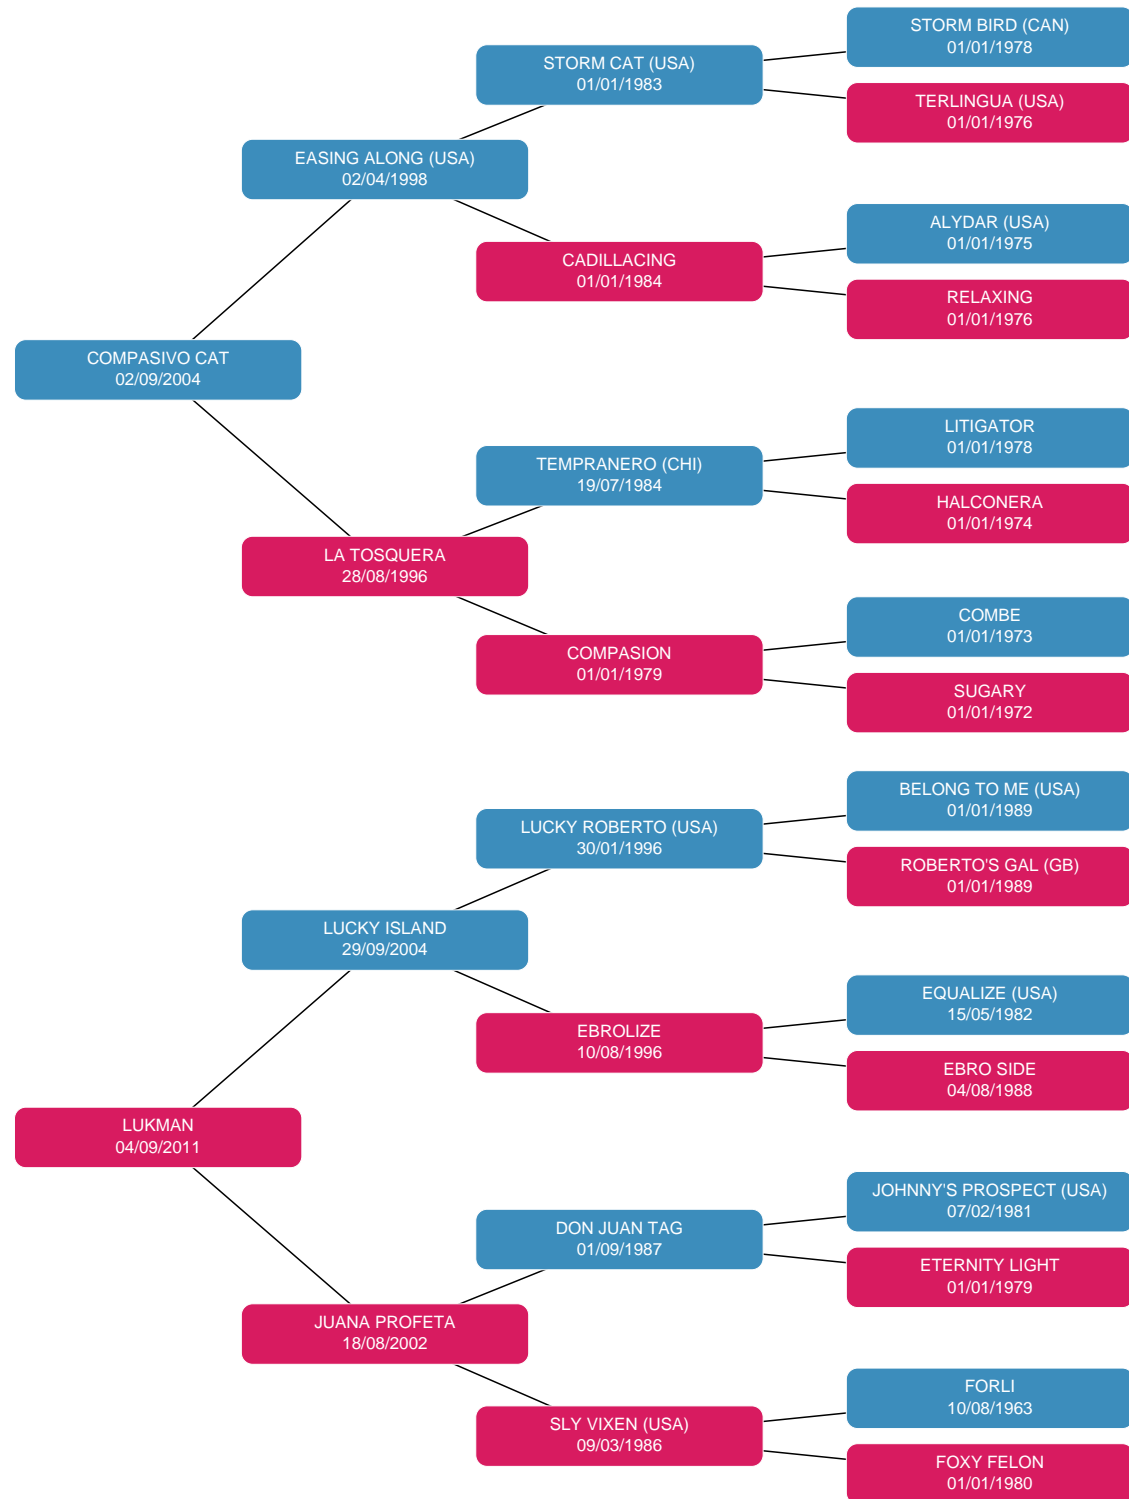 STORM BIRD (CAN)
01/01/1978
STORM CAT (USA)
01/01/1983
TERLINGUA (USA)
01/01/1976
EASING ALONG (USA)
02/04/1998
ALYDAR (USA)
01/01/1975
CADILLACING
01/01/1984
RELAXING
01/01/1976
COMPASIVO CAT
02/09/2004
LITIGATOR
01/01/1978
TEMPRANERO (CHI)
19/07/1984
HALCONERA
01/01/1974
LA TOSQUERA
28/08/1996
COMBE
01/01/1973
COMPASION
01/01/1979
SUGARY
01/01/1972
BELONG TO ME (USA)
01/01/1989
LUCKY ROBERTO (USA)
30/01/1996
ROBERTO'S GAL (GB)
01/01/1989
LUCKY ISLAND
29/09/2004
EQUALIZE (USA)
15/05/1982
EBROLIZE
10/08/1996
EBRO SIDE
04/08/1988
LUKMAN
04/09/2011
JOHNNY'S PROSPECT (USA)
07/02/1981
DON JUAN TAG
01/09/1987
ETERNITY LIGHT
01/01/1979
JUANA PROFETA
18/08/2002
FORLI
10/08/1963
SLY VIXEN (USA)
09/03/1986
FOXY FELON
01/01/1980